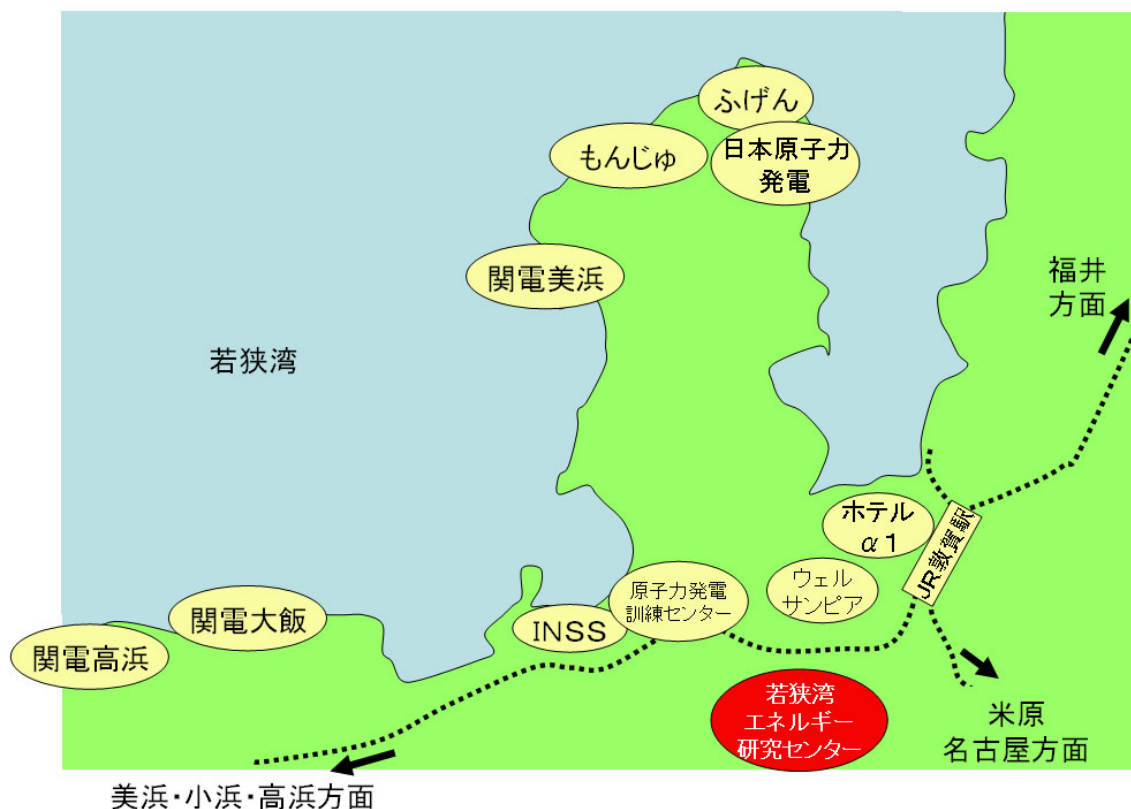 ふげん
もんじゅ
日本原子力
発電
関電美浜
福井
方面
若狭湾
ホテル
α1
JR敦賀駅
ウェル
サンピア
原子力発電
訓練センター
INSS
関電大飯
関電高浜
若狭湾
エネルギー
研究センター
米原
名古屋方面
美浜・小浜・高浜方面